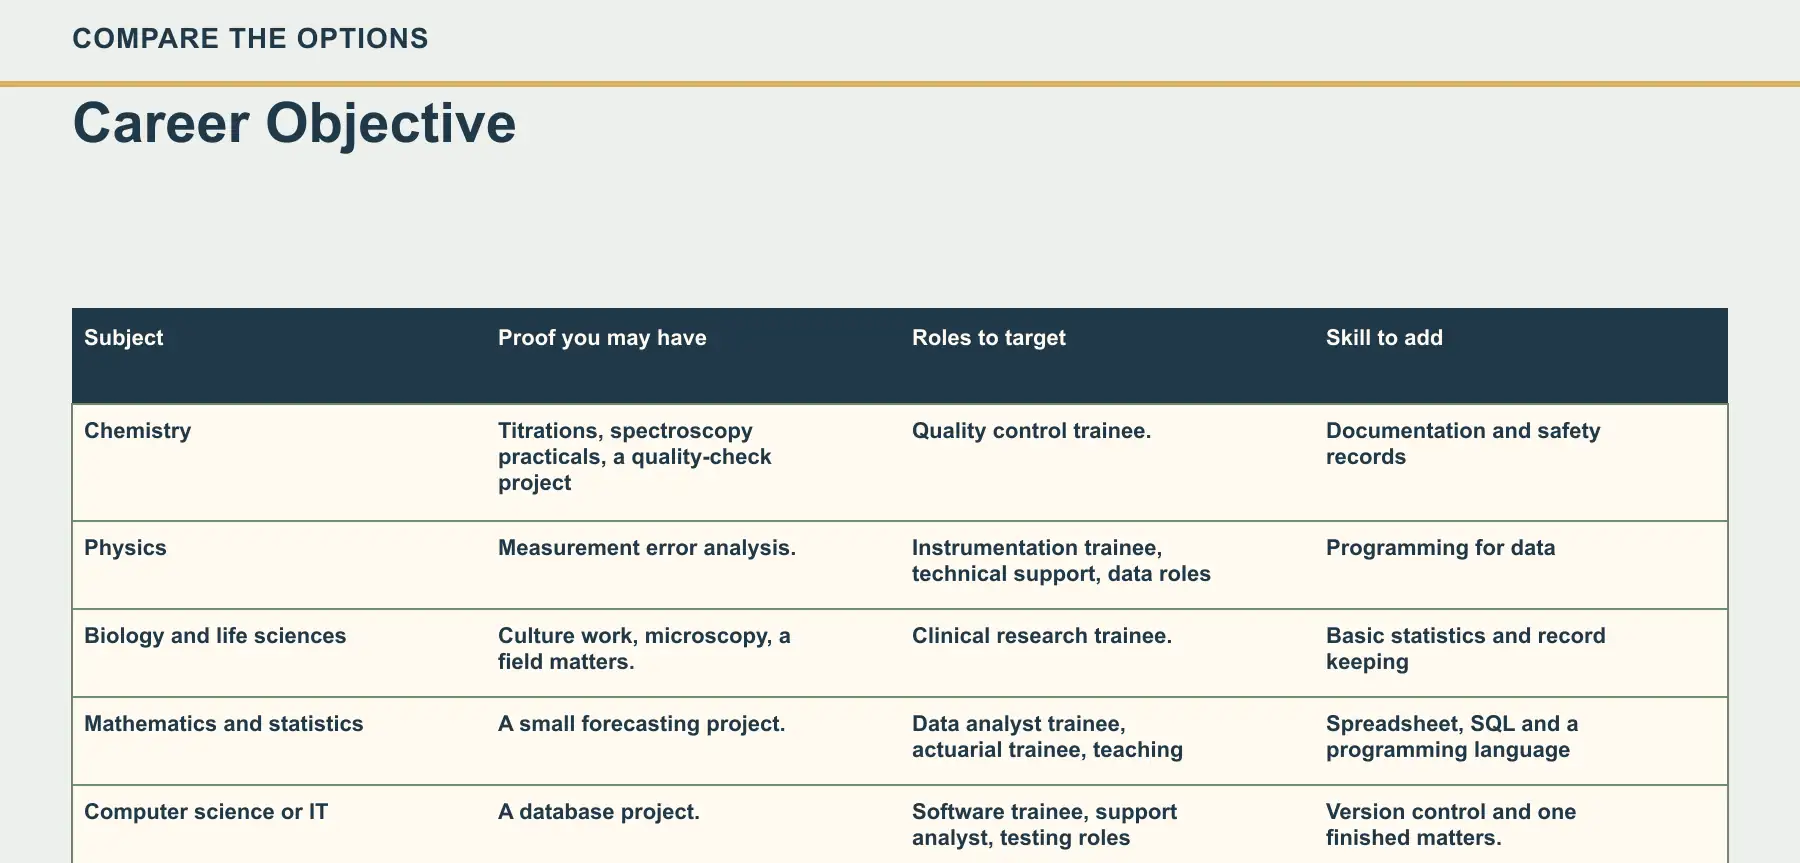 COMPARE THE OPTIONS
Career Objective
Subject
Proof you may have
Roles to target
Skill to add
Chemistry
Titrations, spectroscopy
practicals, a quality-check
project
Quality control trainee.
Documentation and safety
records
Physics
Measurement error analysis.
Instrumentation trainee,
technical support, data roles
Programming for data
Biology and life sciences
Culture work, microscopy, a
field matters.
Clinical research trainee.
Basic statistics and record
keeping
Mathematics and statistics
A small forecasting project.
Data analyst trainee,
actuarial trainee, teaching
Spreadsheet, SQL and a
programming language
Computer science or IT
A database project.
Software trainee, support
analyst, testing roles
Version control and one
finished matters.